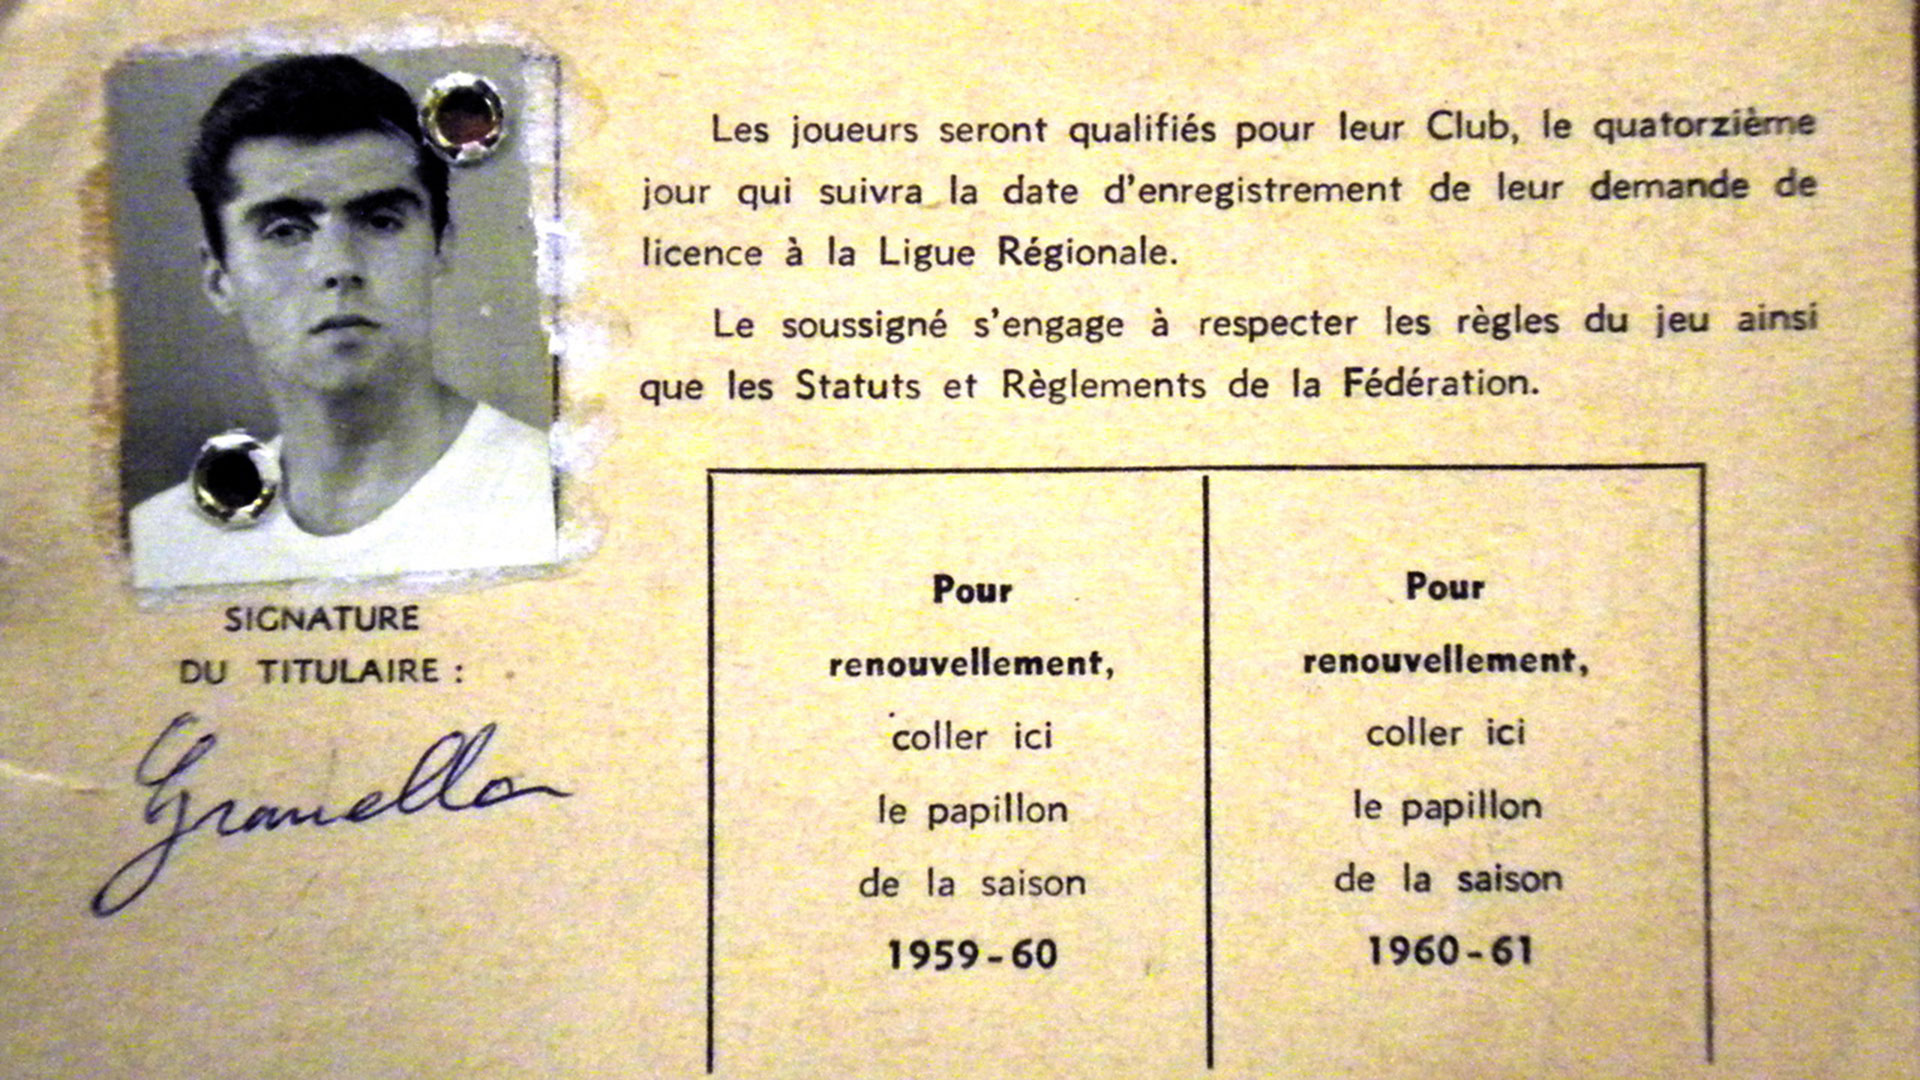 Les joueurs seront qualifiés pour leur Club, le quatorzième
jour qui suivra la date d'enregistrement de leur demande de
licence à la Ligue Régionale.
Le soussigné s'engage à respecter les règles du jeu ainsi
que les Statuts et Règlements de la Fédération.
SIGNATURE
DU TITULAIRE :
Pour
renouvellement,
coller ici
le papillon
de la saison
1959-60
Pour
renouvellement,
coller ici
le papillon
de la saison
1960-61